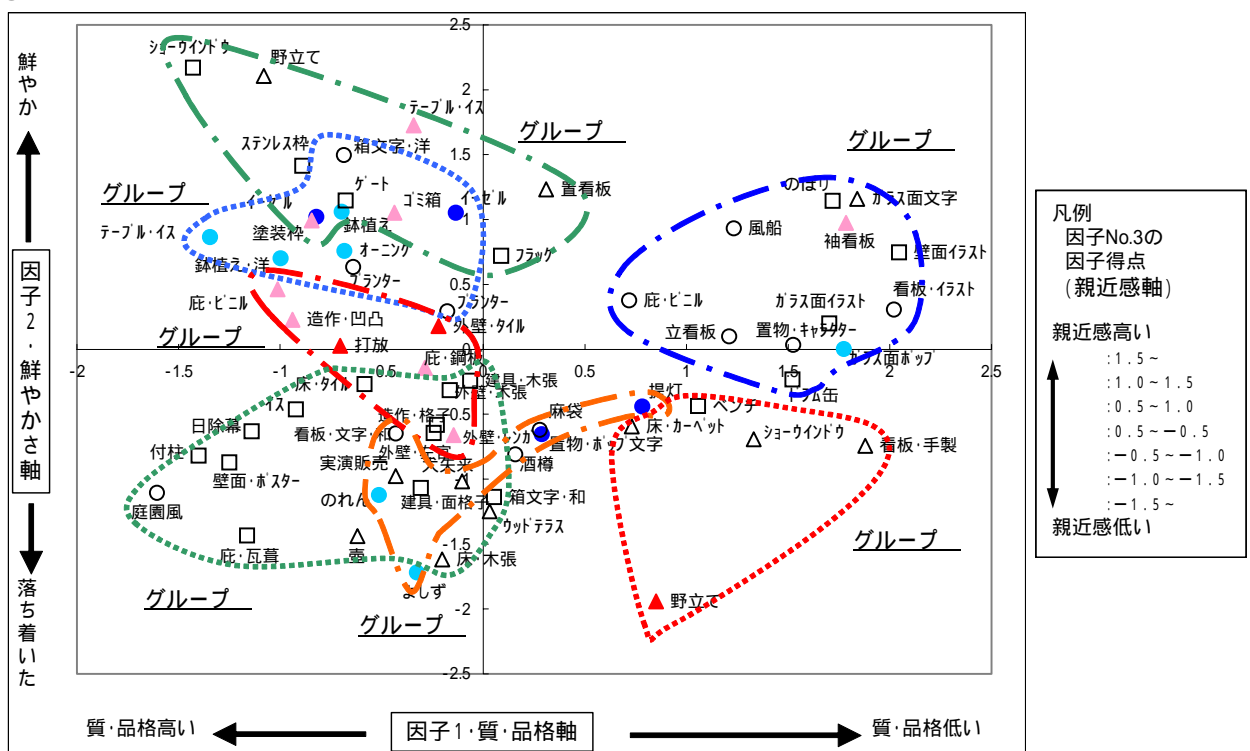 2.5
ショーウインドウ
野立て
鮮やか
2
テーブル・イス
グループ
ステンレス枠
箱文字・洋
1.5
グループ
ゲート
ゴミ箱
イーゼル
置看板
のぼり
ガラス面文字
グループ
鉢植え
1
風船
袖看板
テーブル・イス
塗装枠
オーニング
壁面イラスト
鉢植え・洋
フラッグ
プランター
0.5
庇・ビニル
庇・ビニル
ガラス面イラスト
看板・イラスト
プランター
造作・凹凸
外壁・タイル
立看板
置物・キャラクター
グループ
打放
0
ガラス面ポップ
-2
-1.5
-1
-0.5
0
0.5
1
1.5
2
2.5
庇・鋼板
建具・木張
床・タイル
外壁・木張
ドラム缶
イス
提灯
ベンチ
造作・格子
麻袋
日除幕
看板・文字・和
外壁・レンガ
置物・ポップ文字
床・カーペット
ショーウインドウ
看板・手製
付柱
実演販売
犬矢来
酒樽
壁面・ポスター
のれん
建具・面格子
箱文字・和
庭園風
ウッドテラス
庇・瓦葺
壺
-1.5
床・木張
グループ
よしず
野立て
-2
グループ
グループ
-2.5
落ち着いた
因子2・鮮やかさ軸
質・品格高い
因子1・質・品格軸
質・品格低い
凡例
因子No.3の
因子得点
(親近感軸)
親近感高い
:1.5~
:1.0~1.5
:0.5~1.0
:0.5~-0.5
:-0.5~-1.0
:-1.0~-1.5
:-1.5~
親近感低い